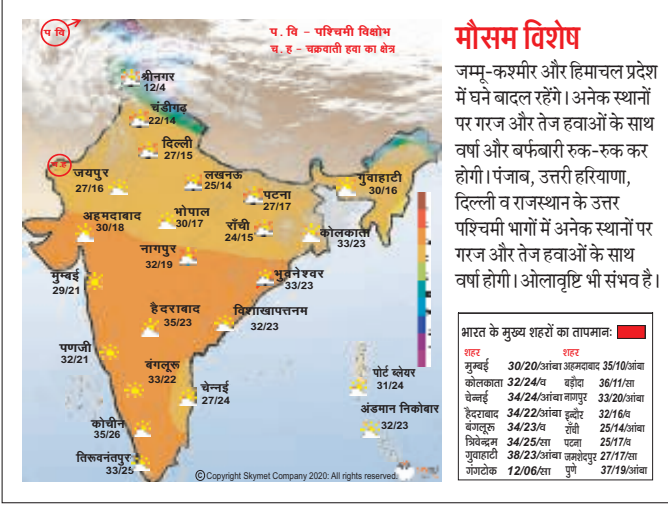 प वि
प. वि – पश्चिमी विक्षोभ
च. ह – चक्रवाती हवा का क्षेत्र
श्रीनगर
12/4
चंडीगढ़
22/14
दिल्ली
27/15
च.ह
जयपुर
27/16
लखनऊ
25/14
गुवाहाटी
30/16
पटना
27/17
अहमदाबाद
30/18
भोपाल
30/17
राँची
24/15
कोलकाता
33/23
नागपुर
32/19
मुम्बई
29/21
भुवनेश्वर
33/23
हैदराबाद
35/23
विशाखापत्तनम
32/23
पणजी
32/21
बंगलूरू
33/22
चेन्नई
27/24
पोर्ट ब्लेयर
31/24
अंडमान निकोबार
32/23
कोचीन
35/26
तिरूवनंतपुर
33/25
©Copyright Skymet Company 2020: All rights reserved.
मौसम विशेष
जम्मू-कश्मीर और हिमाचल प्रदेश
में घने बादल रहेंगे। अनेक स्थानों
पर गरज और तेज हवाओं के साथ
वर्षा और बर्फबारी रुक-रुक कर
होगी। पंजाब, उत्तरी हरियाणा,
दिल्ली व राजस्थान के उत्तर
पश्चिमी भागों में अनेक स्थानों पर
गरज और तेज हवाओं के साथ
वर्षा होगी। ओलावृष्टि भी संभव है।
भारत के मुख्य शहरों का तापमान:
शहर शहर
मुम्बई 30/20/आंबा अहमदाबाद 35/10/आंबा
कोलकाता 32/24/व बड़ौदा 36/11/सा
चेन्नई 34/24/आंबा नागपुर 33/20/आंबा
हैदराबाद 34/22/आंबा इन्दौर 32/16/व
बंगलूरू 34/23/व राँची 25/14/आंबा
त्रिवेन्द्रम 34/25/सा पटना 25/17/व
गुवाहाटी 38/23/आंबा जमशेदपुर 27/17/सा
गंगटोक 12/06/सा पुणे 37/19/आंबा